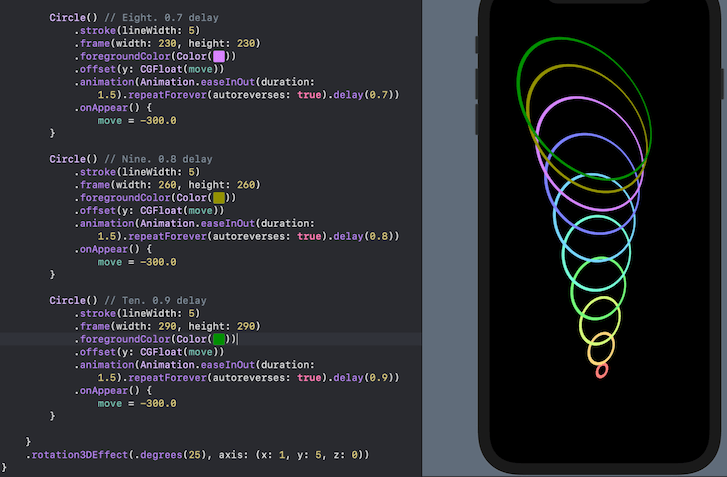 Circle() // Eight. 0.7 delay
.stroke(lineWidth: 5)
.frame(width: 230, height: 230)
.foregroundColor(Color( ))
.offset(y: CGFloat(move))
.animation(Animation.easeInOut(duration:
1.5).repeatForever(autoreverses: true).delay(0.7))
.onAppear() {
move = -300.0
}
Circle() // Nine. 0.8 delay
.stroke(lineWidth: 5)
.frame(width: 260, height: 260)
.foregroundColor(Color( ))
.offset(y: CGFloat(move))
.animation(Animation.easeInOut(duration:
1.5).repeatForever(autoreverses: true).delay(0.8))
.onAppear() {
move = -300.0
}
Circle() // Ten. 0.9 delay
.stroke(lineWidth: 5)
.frame(width: 290, height: 290)
.foregroundColor(Color( ))
.offset(y: CGFloat(move))
.animation(Animation.easeInOut(duration:
1.5).repeatForever(autoreverses: true).delay(0.9))
.onAppear() {
move = -300.0
}
}
.rotation3DEffect(.degrees(25), axis: (x: 1, y: 5, z: 0))
}